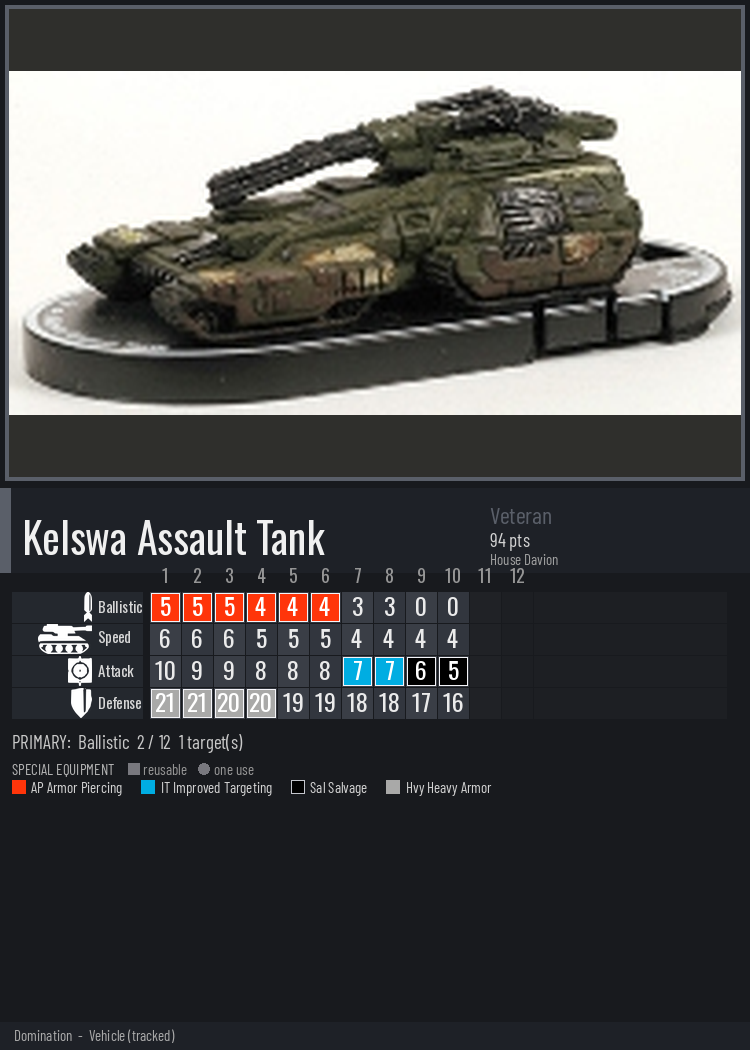 Kelswa Assault Tank
Veteran
94 pts
House Davion
1 2 3 4 5 6 7 8 9 10 11 12
Ballistic 5 5 5 4 4 4 3 3 0 0
Speed 6 6 6 5 5 5 4 4 4 4
Attack 10 9 9 8 8 8 7 7 6 5
Defense 21 21 20 20 19 19 18 18 17 16
PRIMARY: Ballistic 2 / 12 1 target(s)
SPECIAL EQUIPMENT reusable one use
AP Armor Piercing IT Improved Targeting Sal Salvage Hvy Heavy Armor
Domination - Vehicle (tracked)